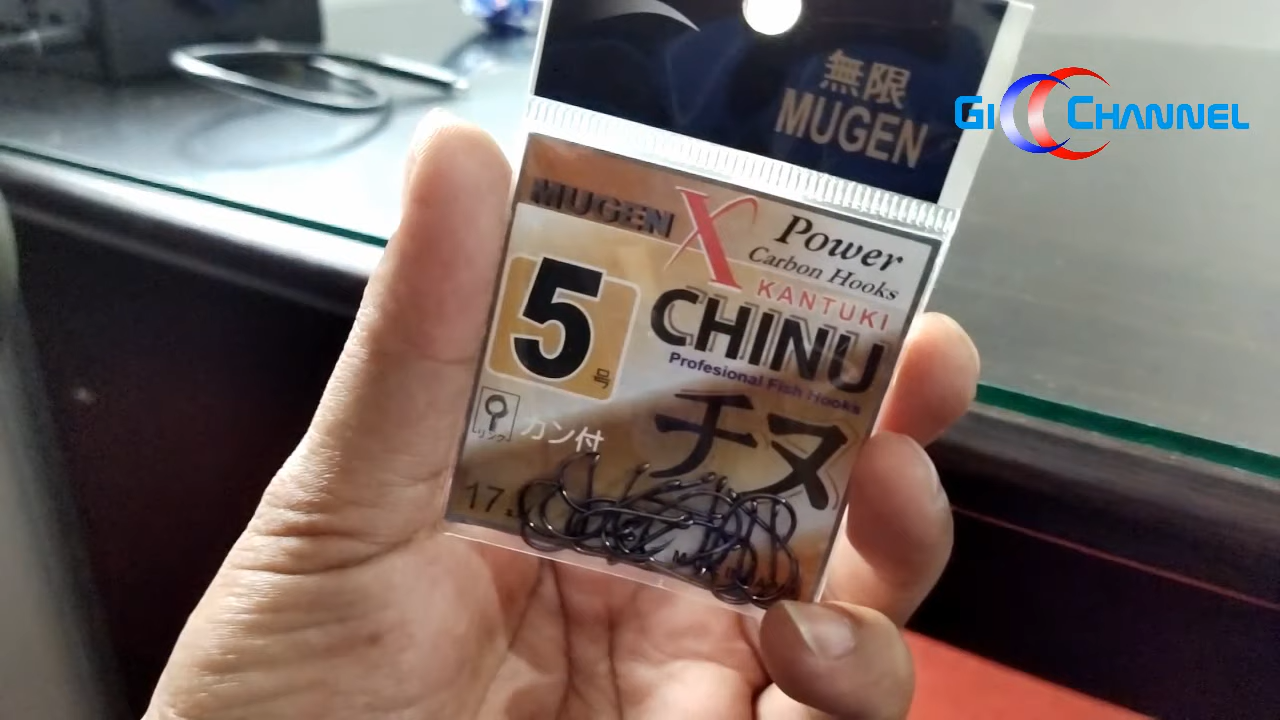 無限
MUGEN
GI CHANNEL
MUGEN X Power
Carbon Hooks
KANTUKI
CHINU
Profesional Fish Hooks
チヌ
5号
リング カン付
17